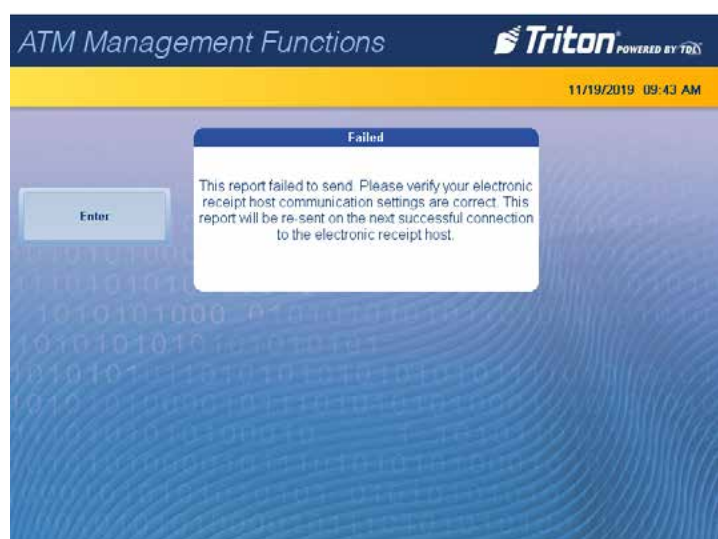 ATM Management Functions
Triton POWERED BY TDL
11/19/2019 09:43 AM
Failed
This report failed to send. Please verify your electronic
receipt host communication settings are correct. This
report will be re-sent on the next successful connection
to the electronic receipt host.
Enter